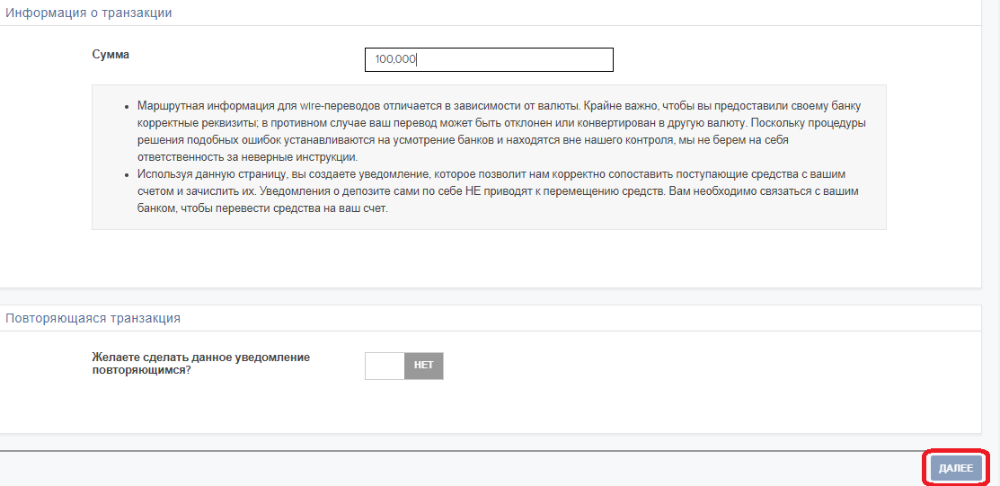 Информация о транзакции
Сумма
100,000
Маршрутная информация для wire-переводов отличается в зависимости от валюты. Крайне важно, чтобы вы предоставили своему банку
корректные реквизиты; в противном случае ваш перевод может быть отклонен или конвертирован в другую валюту. Поскольку процедуры
решения подобных ошибок устанавливаются на усмотрение банков и находятся вне нашего контроля, мы не берем на себя
ответственность за неверные инструкции.
Используя данную страницу, вы создаете уведомление, которое позволит нам корректно сопоставить поступающие средства с вашим
счетом и зачислить их. Уведомления о депозите сами по себе НЕ приводят к перемещению средств. Вам необходимо связаться с вашим
банком, чтобы перевести средства на ваш счет.
Повторяющаяся транзакция
Желаете сделать данное уведомление
повторяющимся?
НЕТ
ДАЛЕЕ